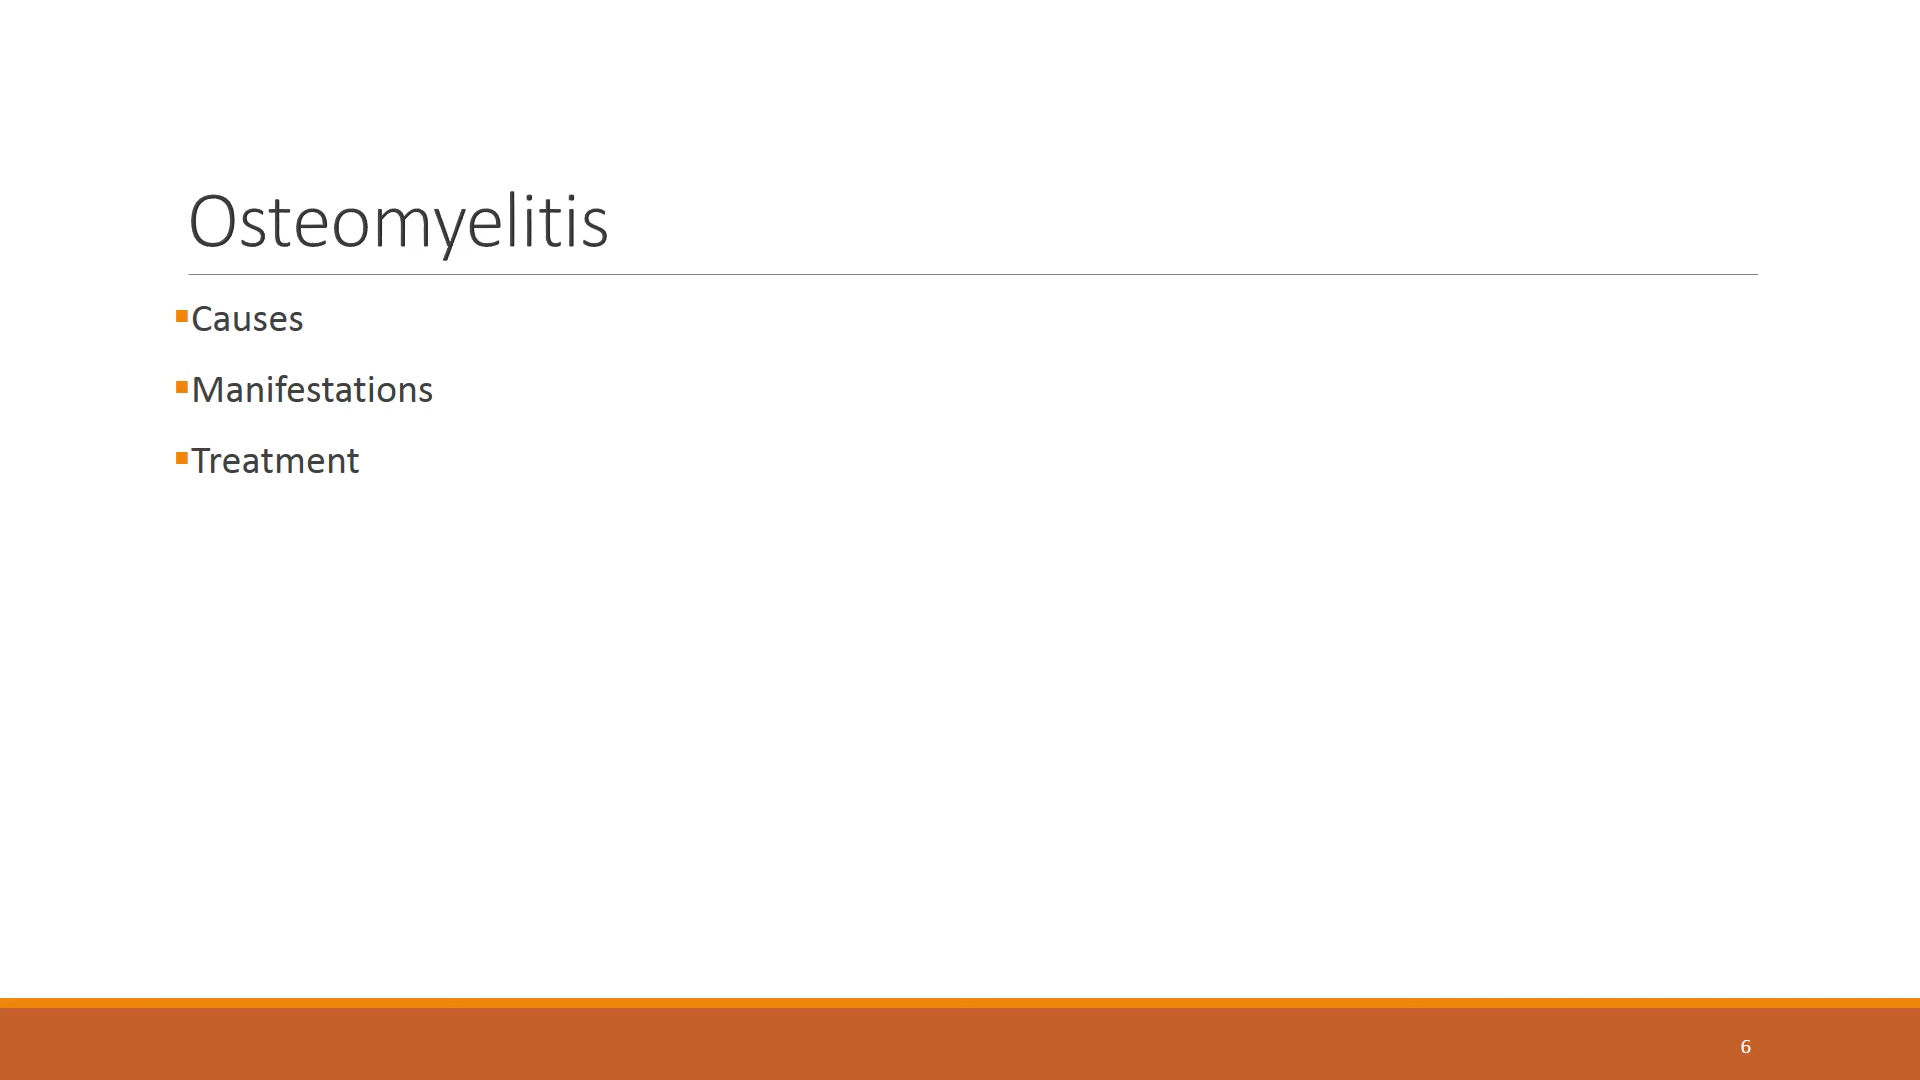 Osteomyelitis
▪Causes
▪Manifestations
▪Treatment
6